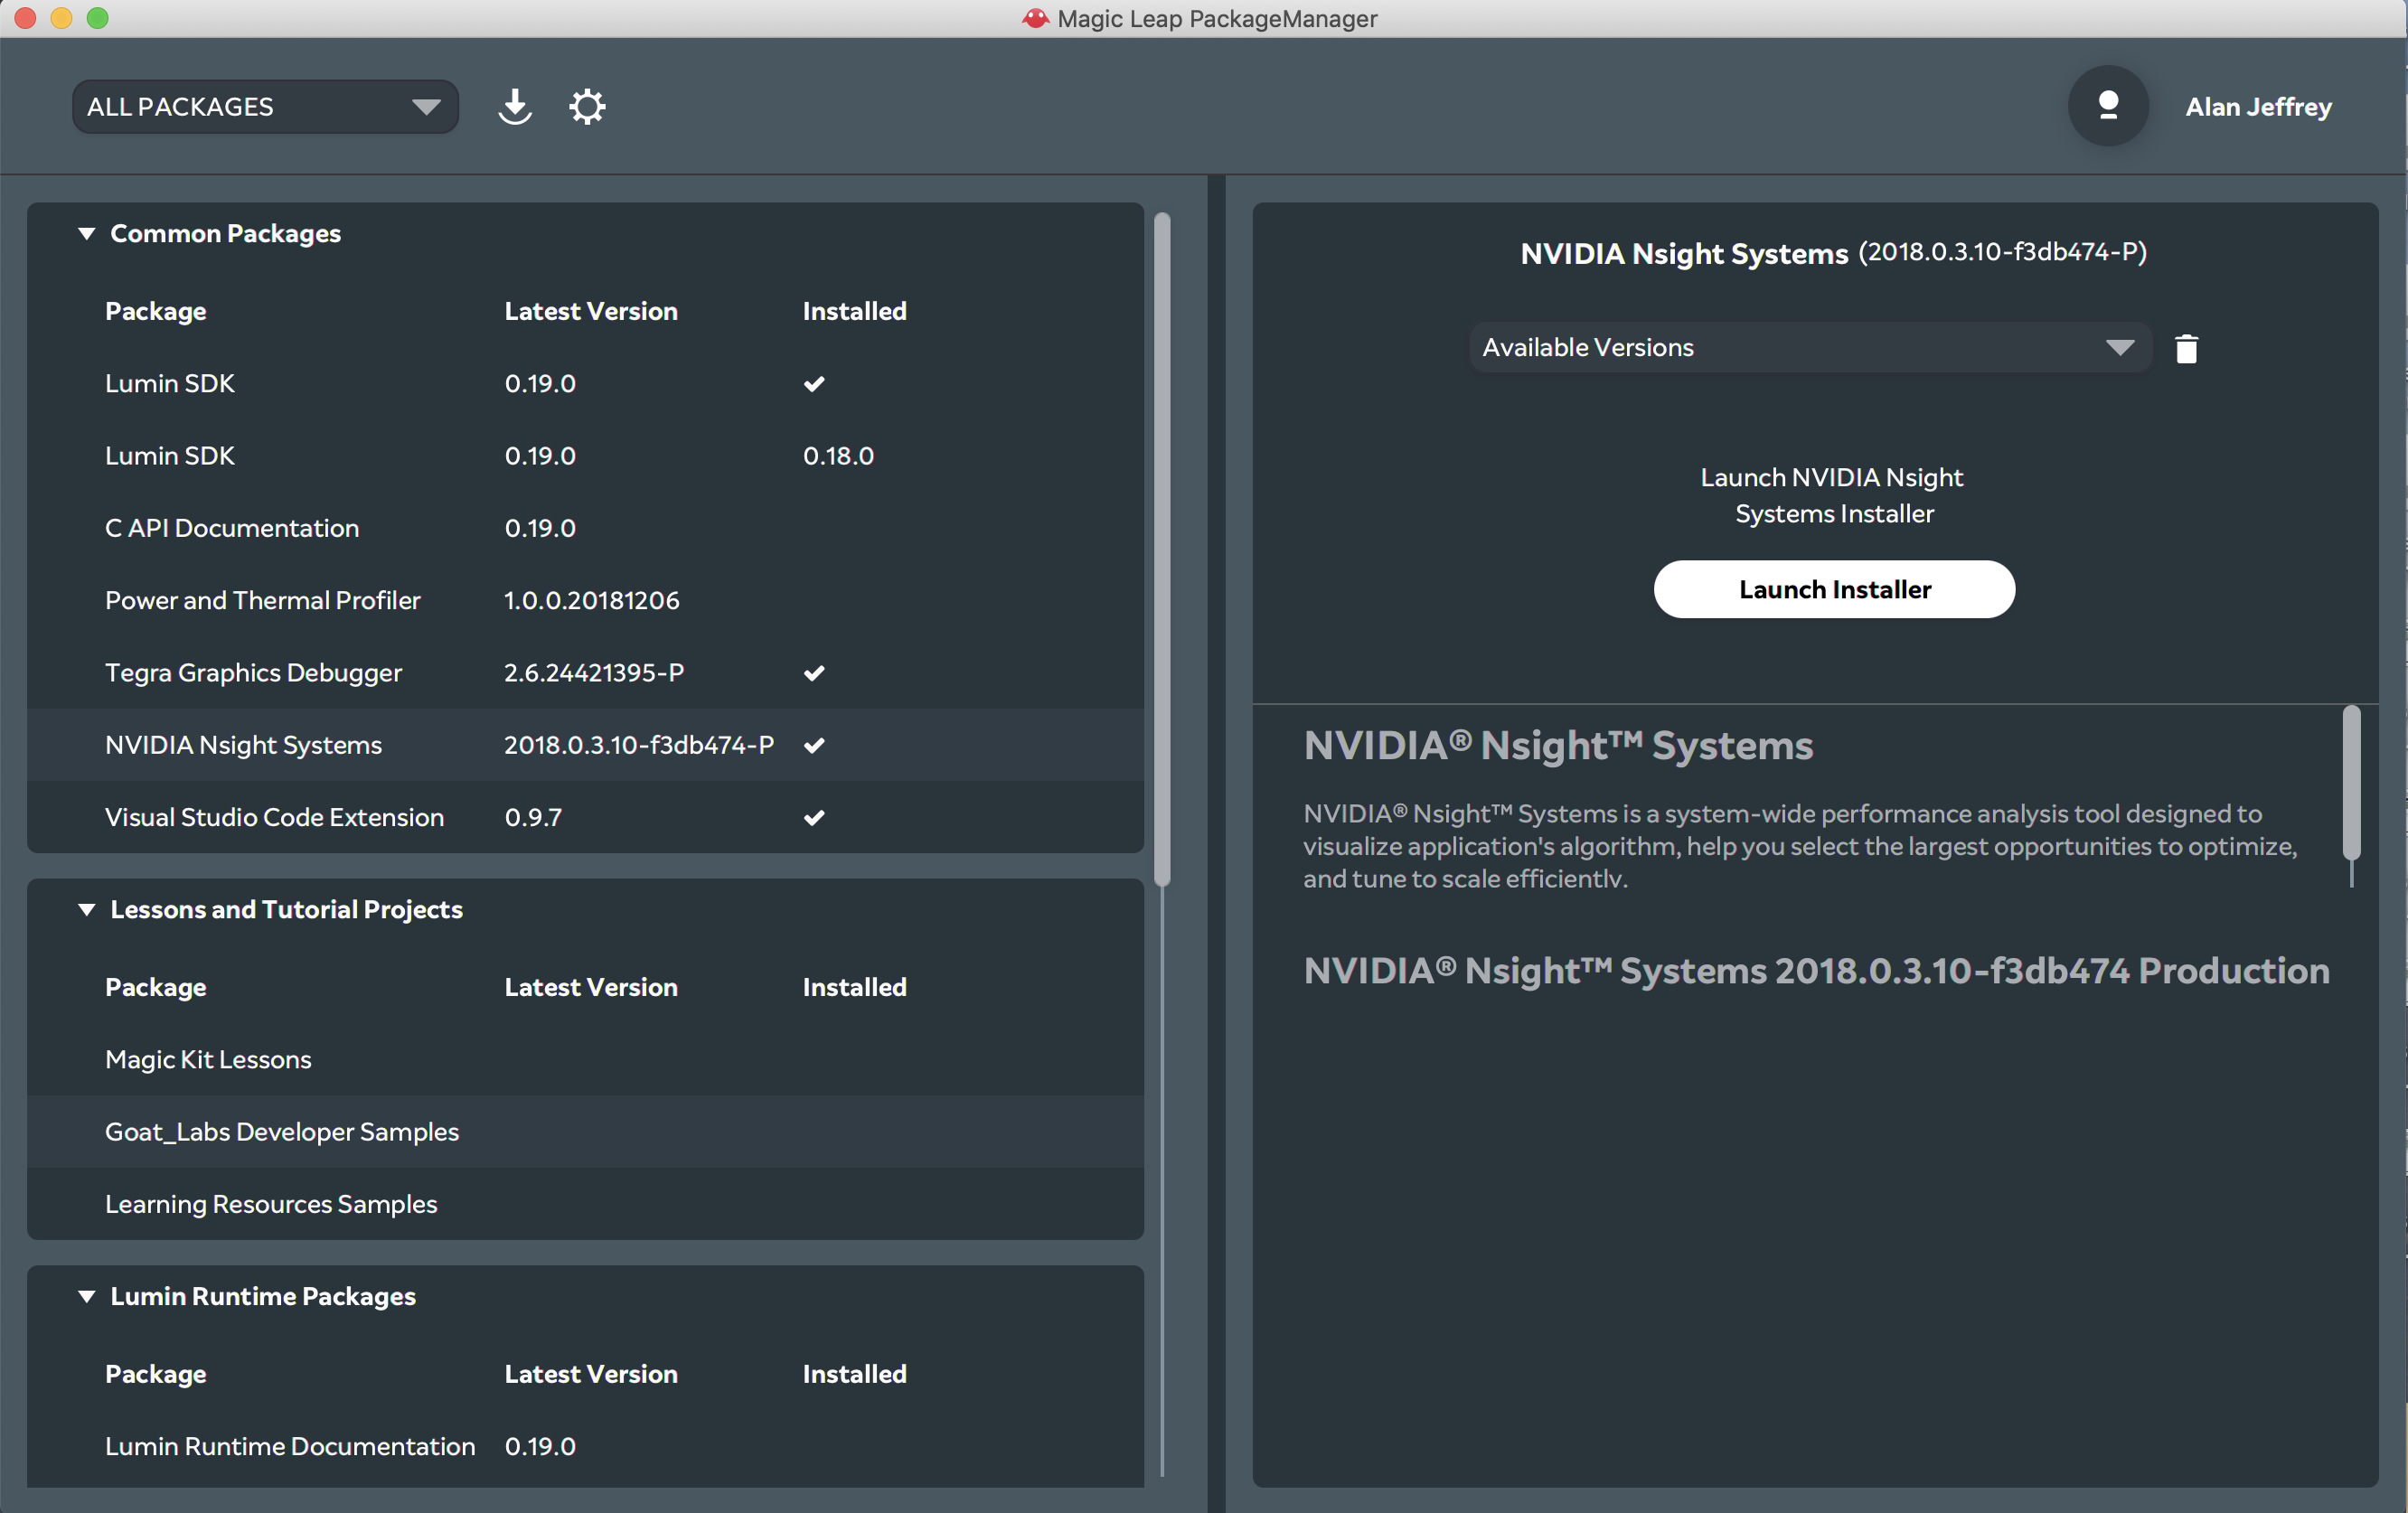 Magic Leap PackageManager
ALL PACKAGES
Alan Jeffrey
Common Packages
Package Latest Version Installed
Lumin SDK 0.19.0
Lumin SDK 0.19.0 0.18.0
C API Documentation 0.19.0
Power and Thermal Profiler 1.0.0.20181206
Tegra Graphics Debugger 2.6.24421395-P
NVIDIA Nsight Systems 2018.0.3.10-f3db474-P
Visual Studio Code Extension 0.9.7
Lessons and Tutorial Projects
Package Latest Version Installed
Magic Kit Lessons
Goat_Labs Developer Samples
Learning Resources Samples
Lumin Runtime Packages
Package Latest Version Installed
Lumin Runtime Documentation 0.19.0
NVIDIA Nsight Systems (2018.0.3.10-f3db474-P)
Available Versions
Launch NVIDIA Nsight
Systems Installer
Launch Installer
NVIDIA® Nsight™ Systems
NVIDIA® Nsight™ Systems is a system-wide performance analysis tool designed to
visualize application's algorithm, help you select the largest opportunities to optimize,
and tune to scale efficiently.
NVIDIA® Nsight™ Systems 2018.0.3.10-f3db474 Production